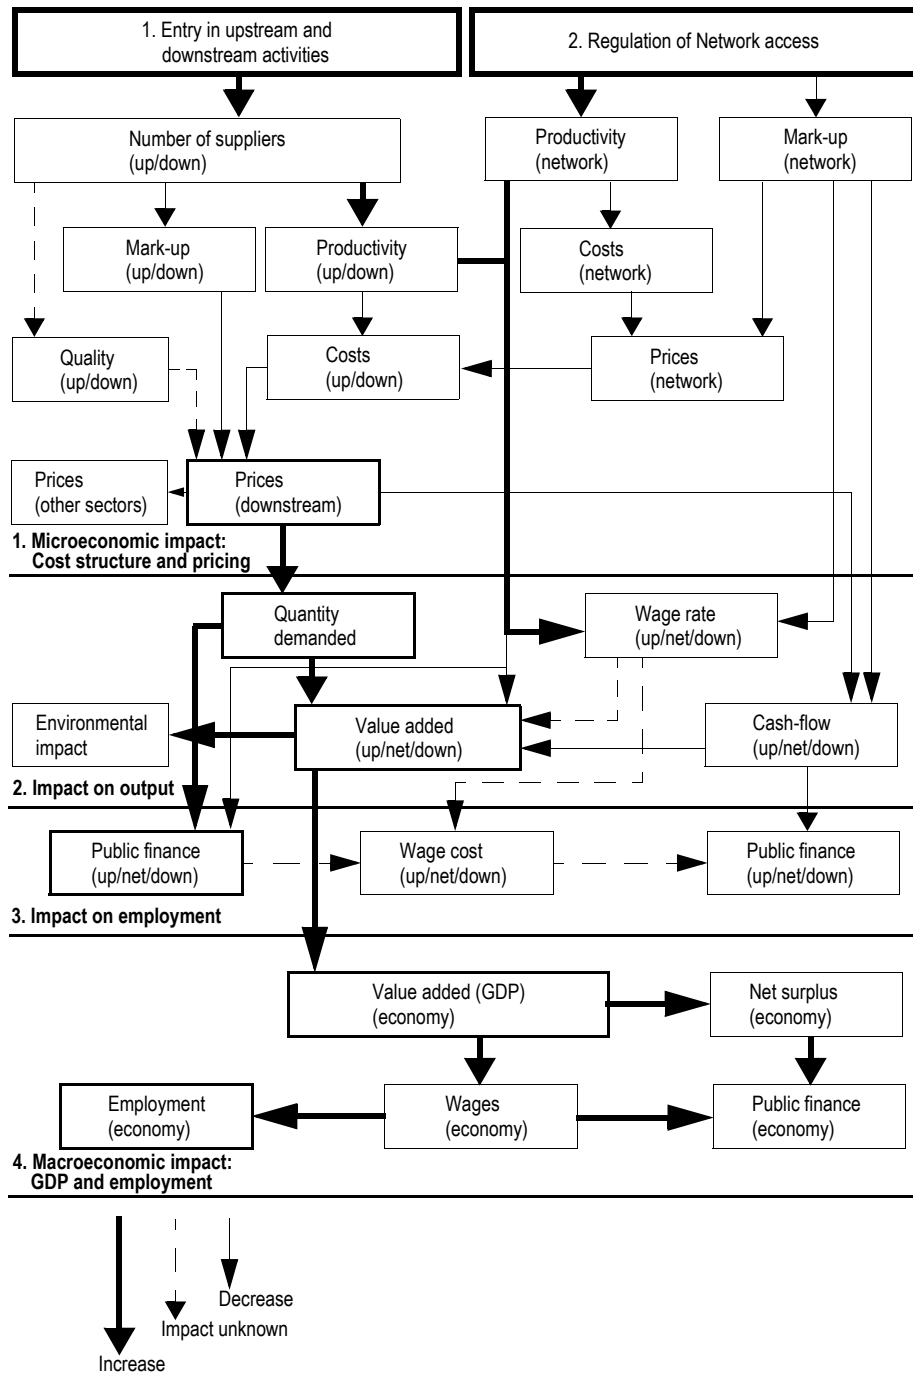 1. Entry in upstream and
downstream activities
2. Regulation of Network access
Number of suppliers
(up/down)
Productivity
(network)
Mark-up
(network)
Mark-up
(up/down)
Productivity
(up/down)
Costs
(network)
Quality
(up/down)
Costs
(up/down)
Prices
(network)
Prices
(other sectors)
Prices
(downstream)
1. Microeconomic impact:
Cost structure and pricing
Quantity
demanded
Wage rate
(up/net/down)
Environmental
impact
Value added
(up/net/down)
Cash-flow
(up/net/down)
2. Impact on output
Public finance
(up/net/down)
Wage cost
(up/net/down)
Public finance
(up/net/down)
3. Impact on employment
Value added (GDP)
(economy)
Net surplus
(economy)
Employment
(economy)
Wages
(economy)
Public finance
(economy)
4. Macroeconomic impact:
GDP and employment
Decrease
Impact unknown
Increase